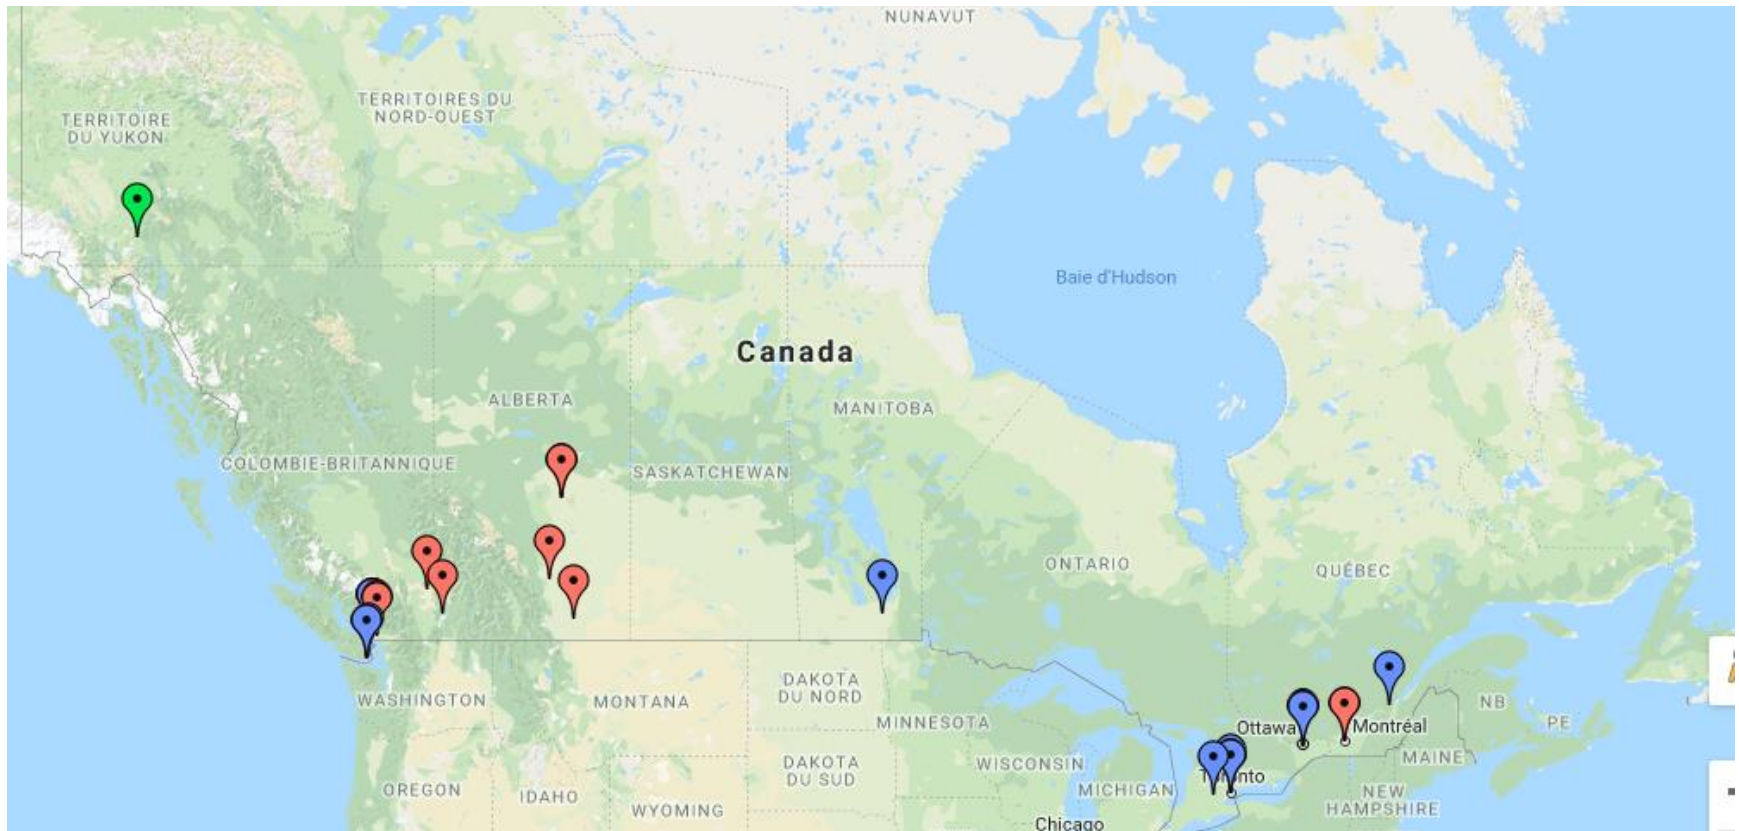 NUNAVUT
TERRITOIRES DU
NORD-OUEST
TERRITOIRE
DU YUKON
Baie d'Hudson
Canada
ALBERTA
MANITOBA
COLOMBIE-BRITANNIQUE
SASKATCHEWAN
ONTARIO
QUÉBEC
WASHINGTON
MONTANA
DAKOTA
DU NORD
MINNESOTA
NB
PE
Ottawa
Montréal
MAINE
WISCONSIN
DAKOTA
DU SUD
Toronto
OREGON
IDAHO
WYOMING
MICHIGAN
NEW
HAMPSHIRE
Chicago